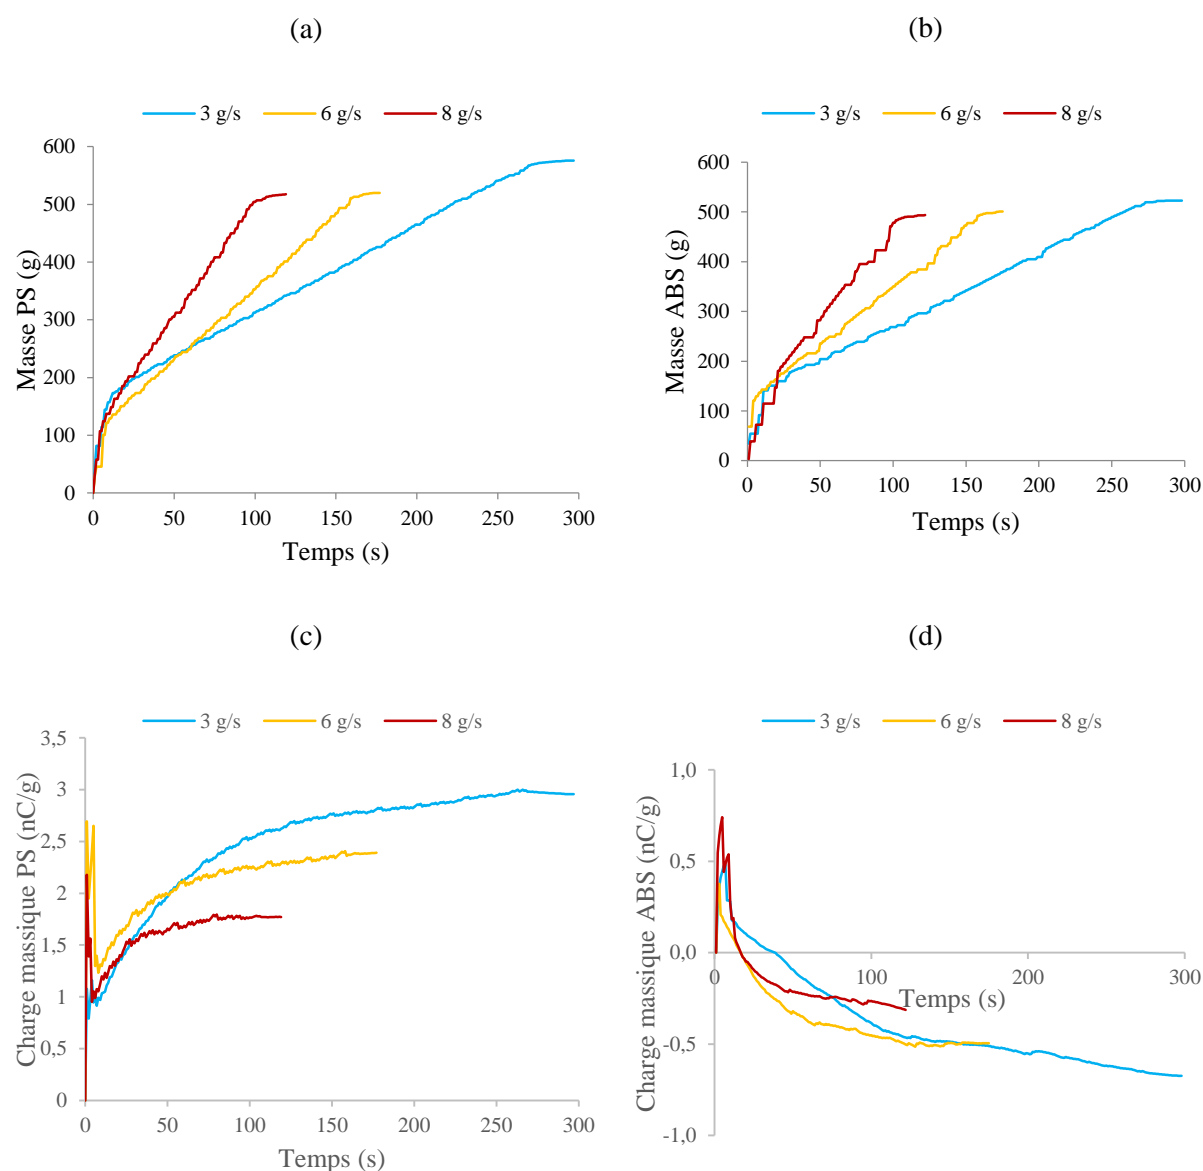 (a)
3 g/s 6 g/s 8 g/s
Masse PS (g)
600
500
400
300
200
100
0
0 50 100 150 200 250 300
Temps (s)
(b)
3 g/s 6 g/s 8 g/s
Masse ABS (g)
600
500
400
300
200
100
0
0 50 100 150 200 250 300
Temps (s)
(c)
3 g/s 6 g/s 8 g/s
Charge massique PS (nC/g)
3,5
3
2,5
2
1,5
1
0,5
0
0 50 100 150 200 250 300
Temps (s)
(d)
3 g/s 6 g/s 8 g/s
Charge massique ABS (nC/g)
1,0
0,5
0,0
-0,5
-1,0
0 100 200 300
Temps (s)